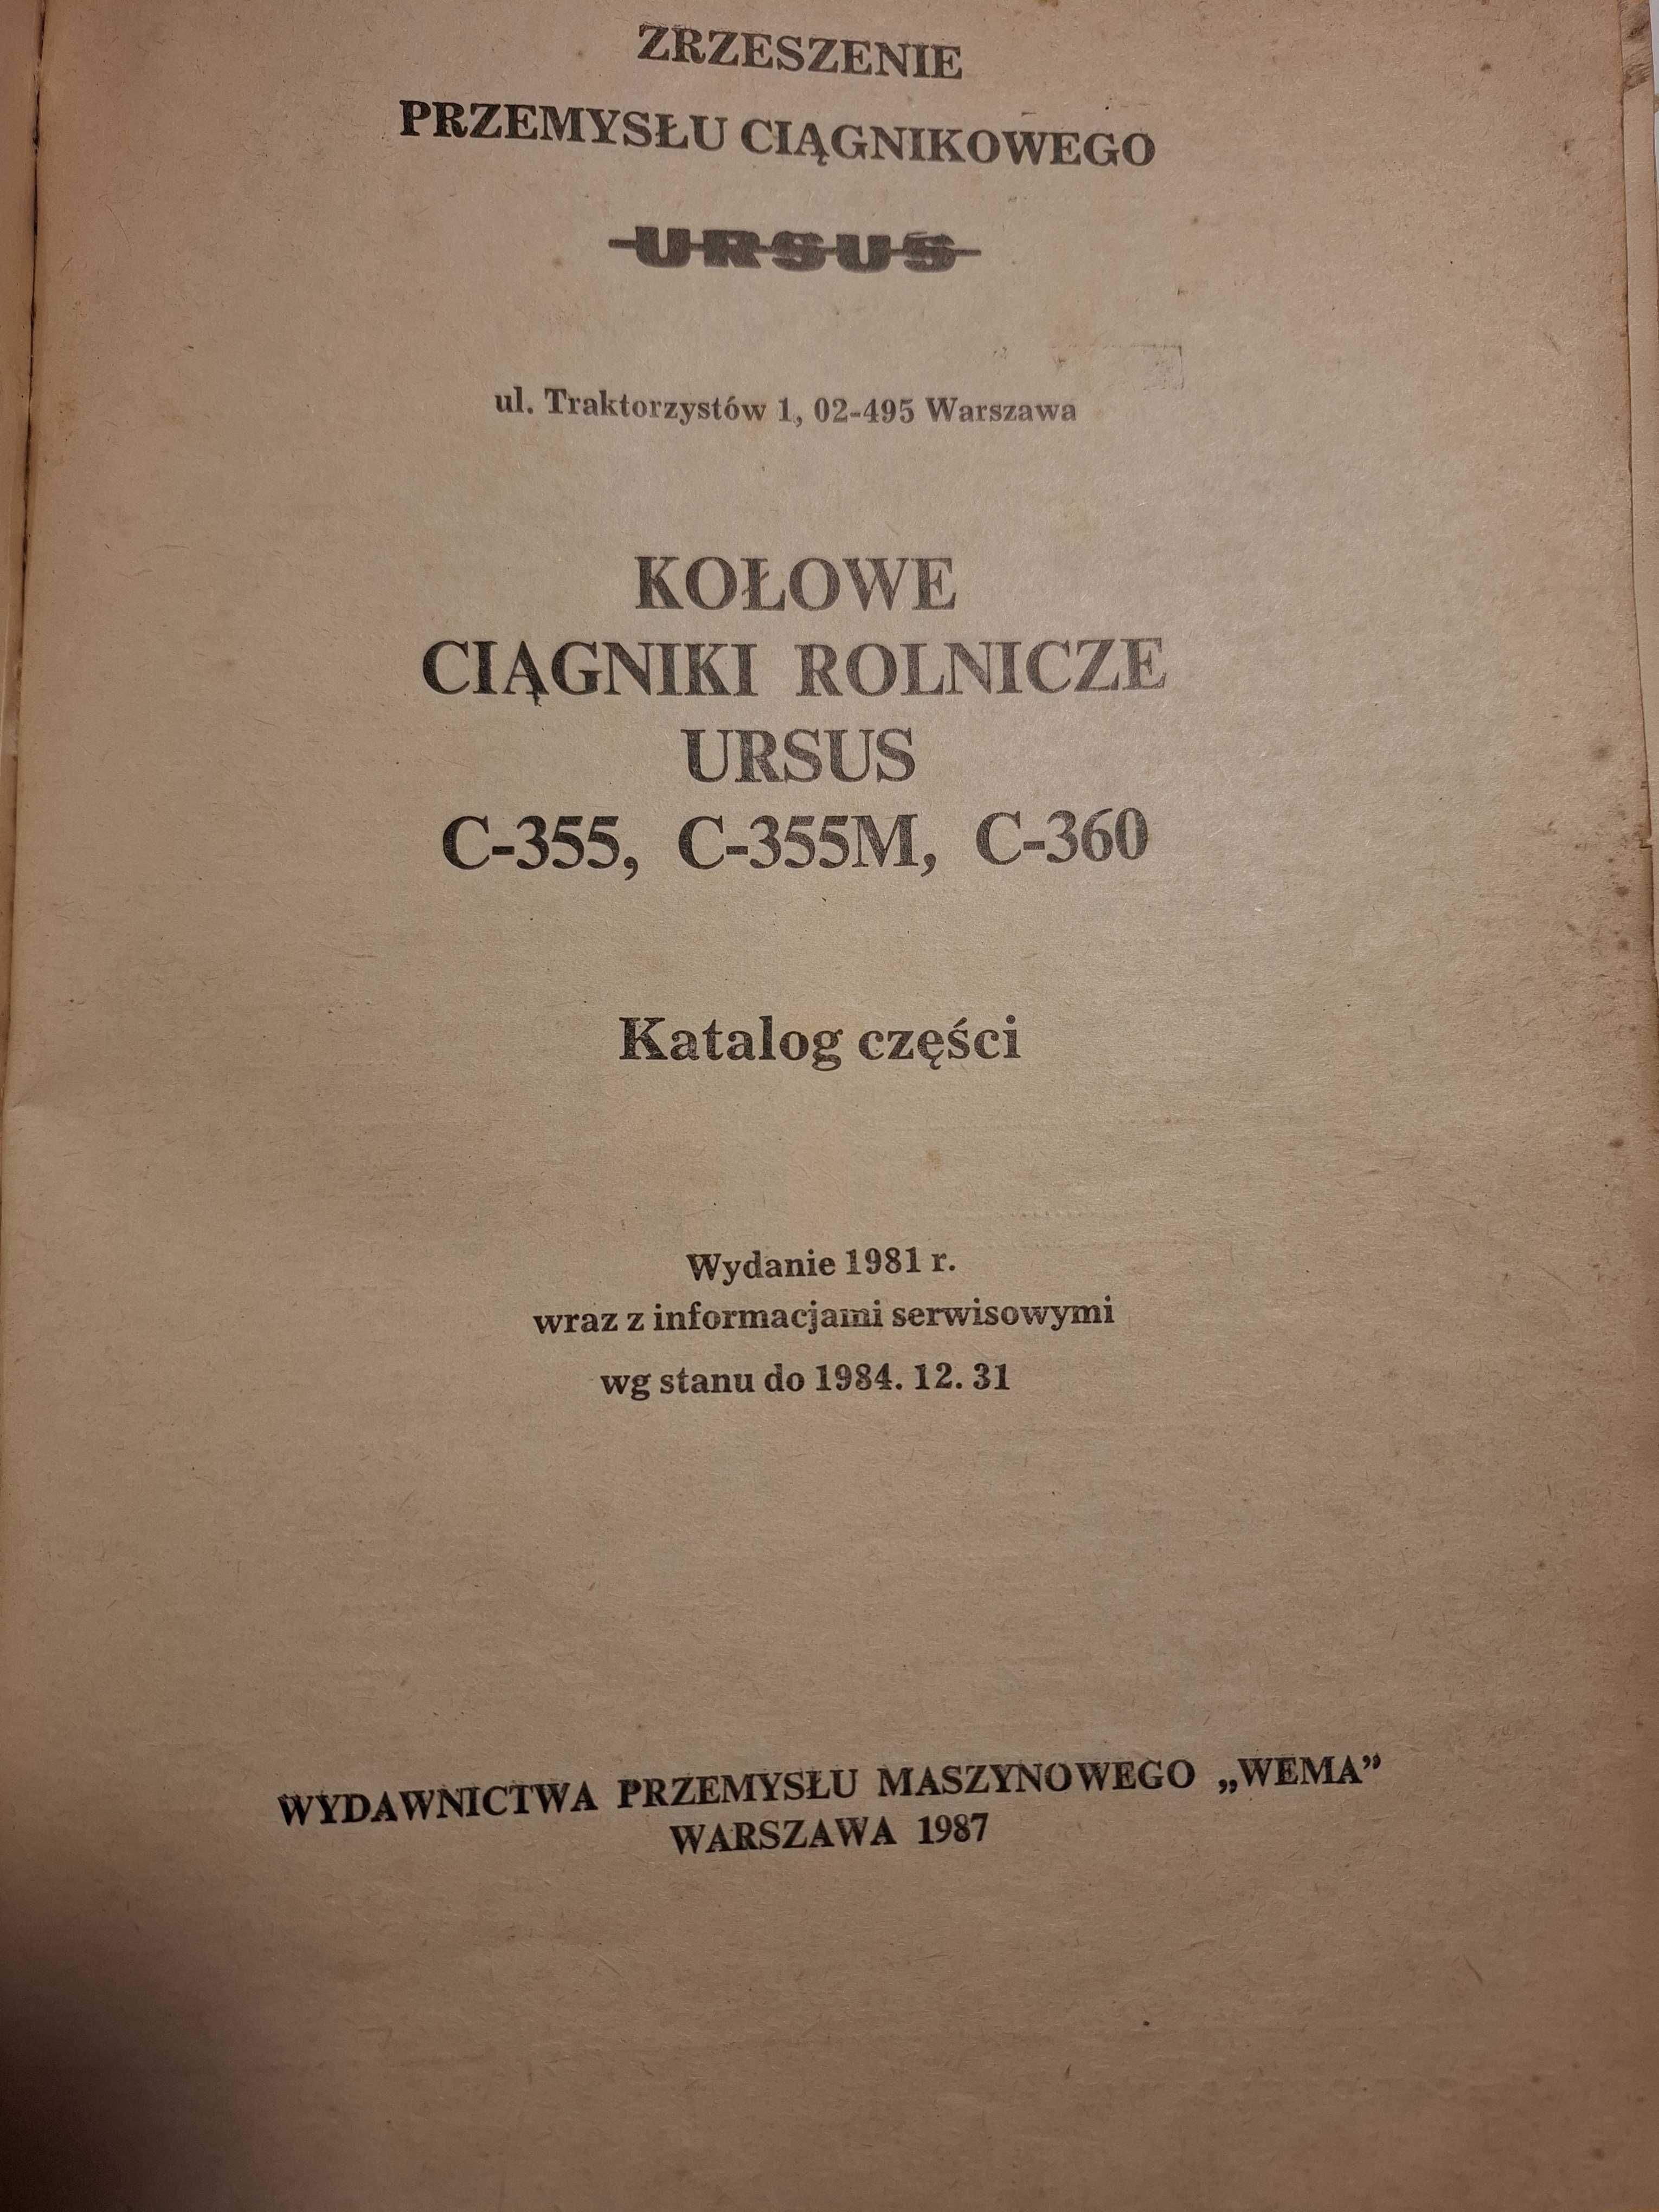 ZRZESZENIE
PRZEMYSŁU CIĄGNIKOWEGO
URSUS
ul. Traktorzystów 1, 02-495 Warszawa
KOŁOWE
CIĄGNIKI ROLNICZE
URSUS
C-355, C-355M, C-360
Katalog części
Wydanie 1981 r.
wraz z informacjami serwisowymi
wg stanu do 1984. 12. 31
WYDAWNICTWA PRZEMYSŁU MASZYNOWEGO „WEMA”
WARSZAWA 1987